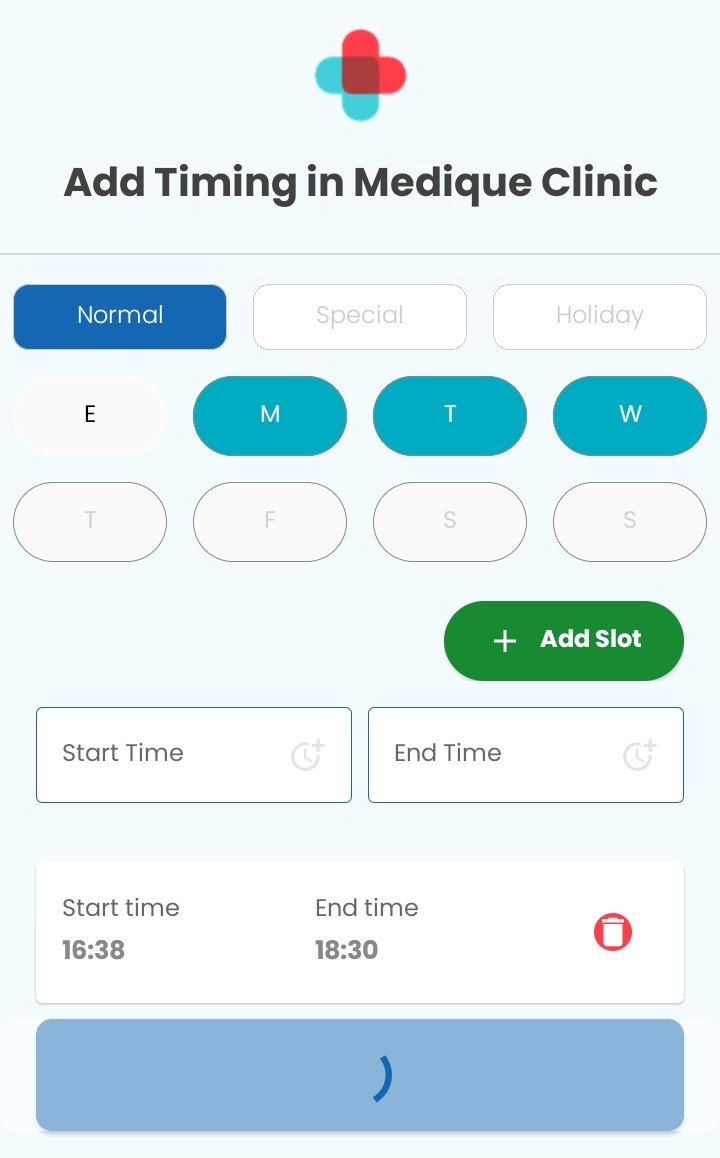 Add Timing in Medique Clinic
Normal Special Holiday
E M T W
T F S S
+ Add Slot
Start Time End Time
Start time End time
16:38 18:30